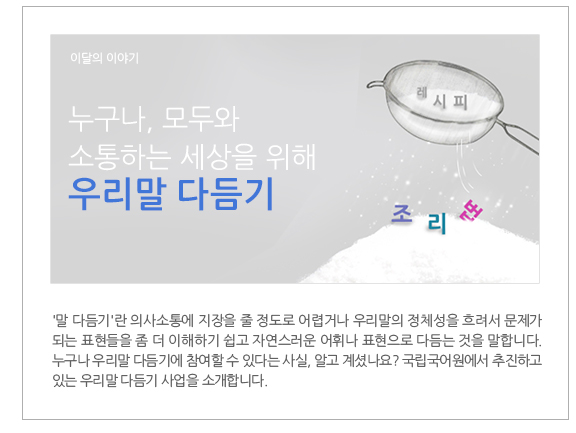 이달의 이야기
누구나, 모두와
소통하는 세상을 위해
우리말 다듬기
레시피
조리법
'말 다듬기'란 의사소통에 지장을 줄 정도로 어렵거나 우리말의 정체성을 흐려서 문제가
되는 표현들을 좀 더 이해하기 쉽고 자연스러운 어휘나 표현으로 다듬는 것을 말합니다.
누구나 우리말 다듬기에 참여할 수 있다는 사실, 알고 계셨나요? 국립국어원에서 추진하고
있는 우리말 다듬기 사업을 소개합니다.